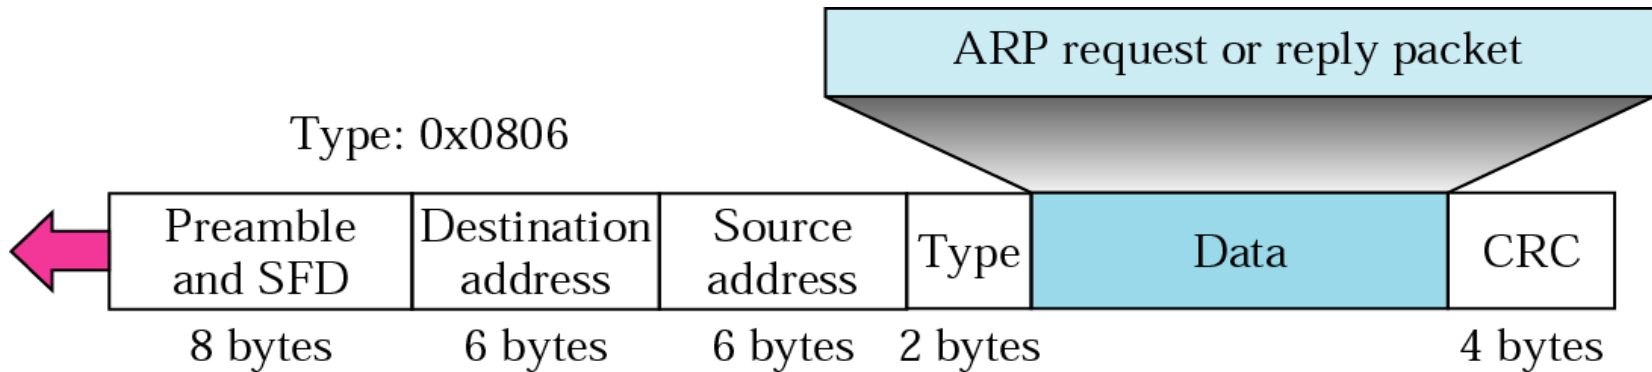 ARP request or reply packet
Type: 0x0806
Preamble
and SFD
Destination
address
Source
address
Type
Data
CRC
8 bytes
6 bytes
6 bytes
2 bytes
4 bytes